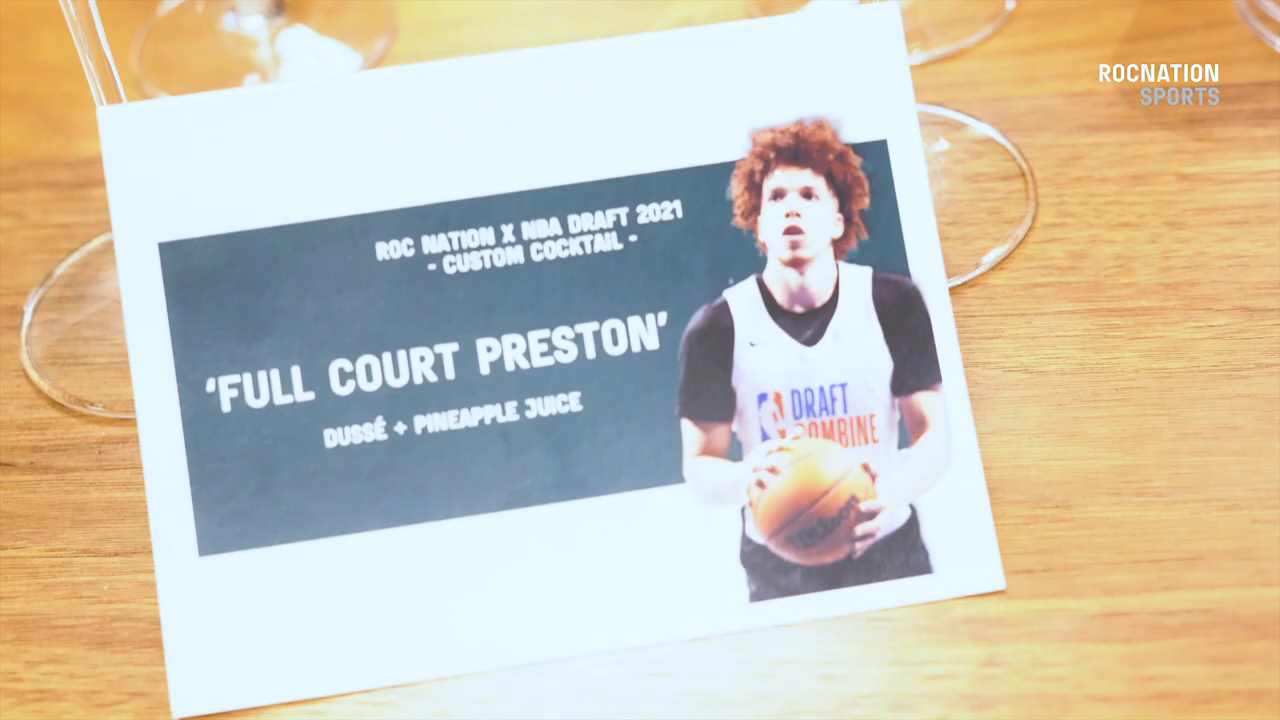 ROCNATION
SPORTS
ROC NATION X NBA DRAFT 2021
- CUSTOM COCKTAIL -
'FULL COURT PRESTON'
DUSSÉ + PINEAPPLE JUICE
DRAFT
COMBINE